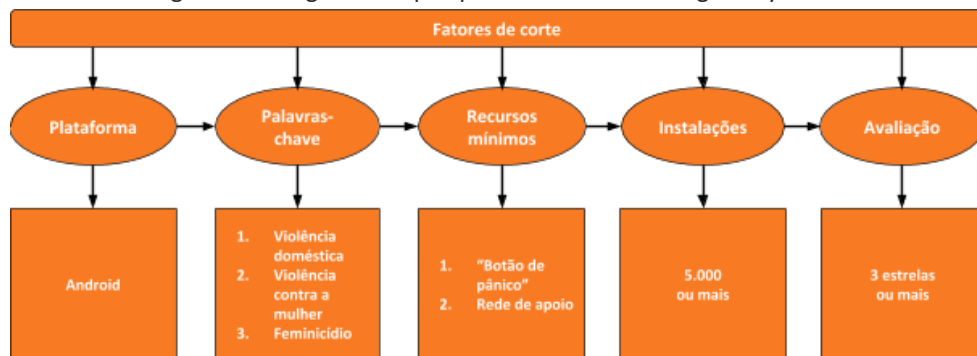 Fatores de corte
Plataforma
Palavras-
chave
Recursos
mínimos
Instalações
Avaliação
Android
1. Violência
doméstica
2. Violência
contra a
mulher
3. Feminicídio
1. "Botão de
pânico"
2. Rede de apoio
5.000
ou mais
3 estrelas
ou mais